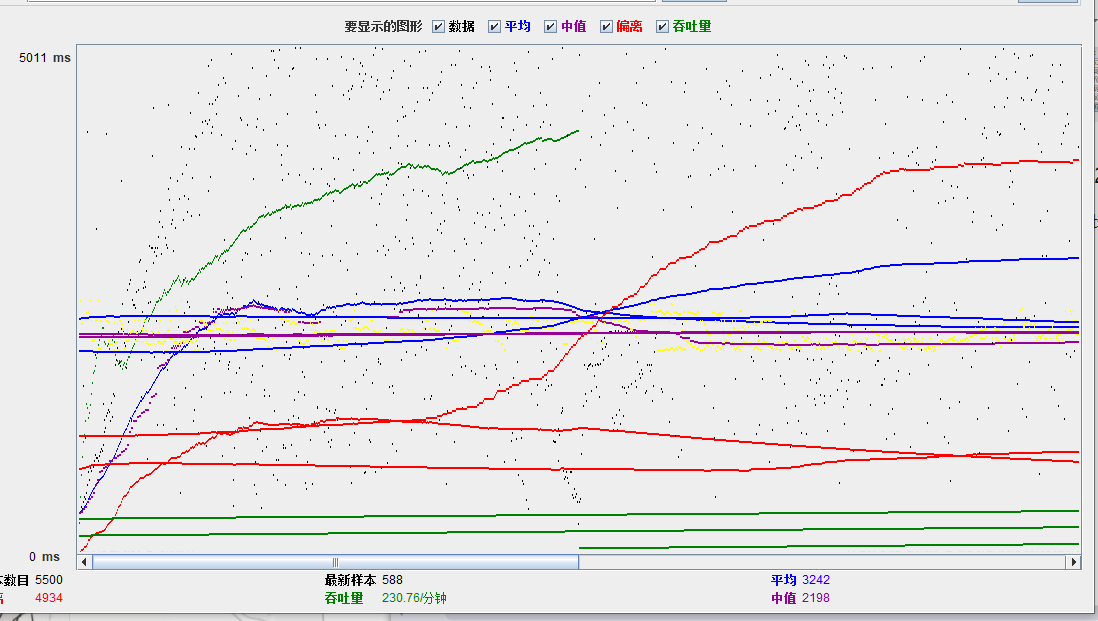 要显示的图形 数据 平均 中值 偏离 吞吐量
5011 ms
0 ms
本数目 5500 最新样本 588 平均 3242
离 4934 吞吐量 230.76/分钟 中值 2198